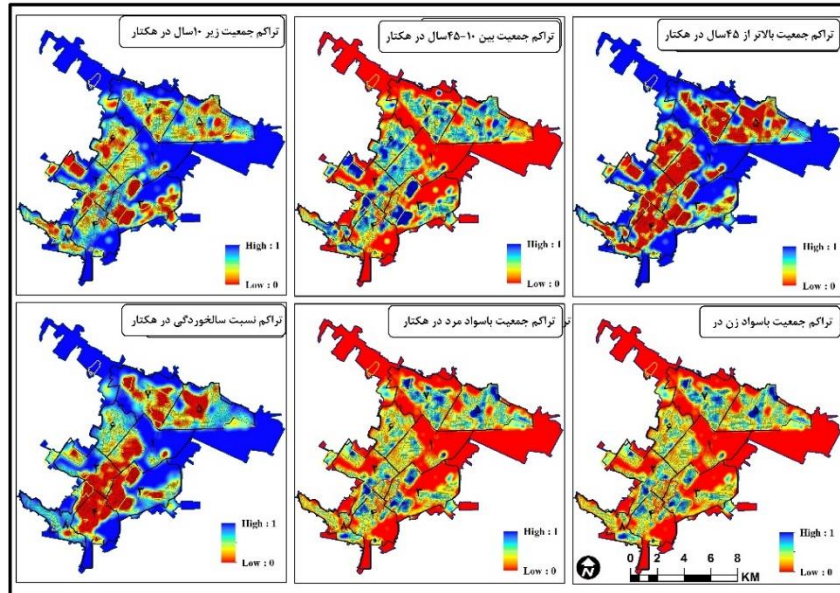 تراکم جمعیت بالاتر از ۴۵سال در هکتار
تراکم جمعیت بین ۱۰-۴۵سال در هکتار
تراکم جمعیت زیر ۱۰سال در هکتار
High : 1
Low : 0
High : 1
Low : 0
High : 1
Low : 0
تراکم جمعیت باسواد زن در
تراکم جمعیت باسواد مرد در هکتار
تراکم نسبت سالخوردگی در هکتار
High : 1
Low : 0
High : 1
Low : 0
High : 1
Low : 0
N
0 2 4 6 8
KM